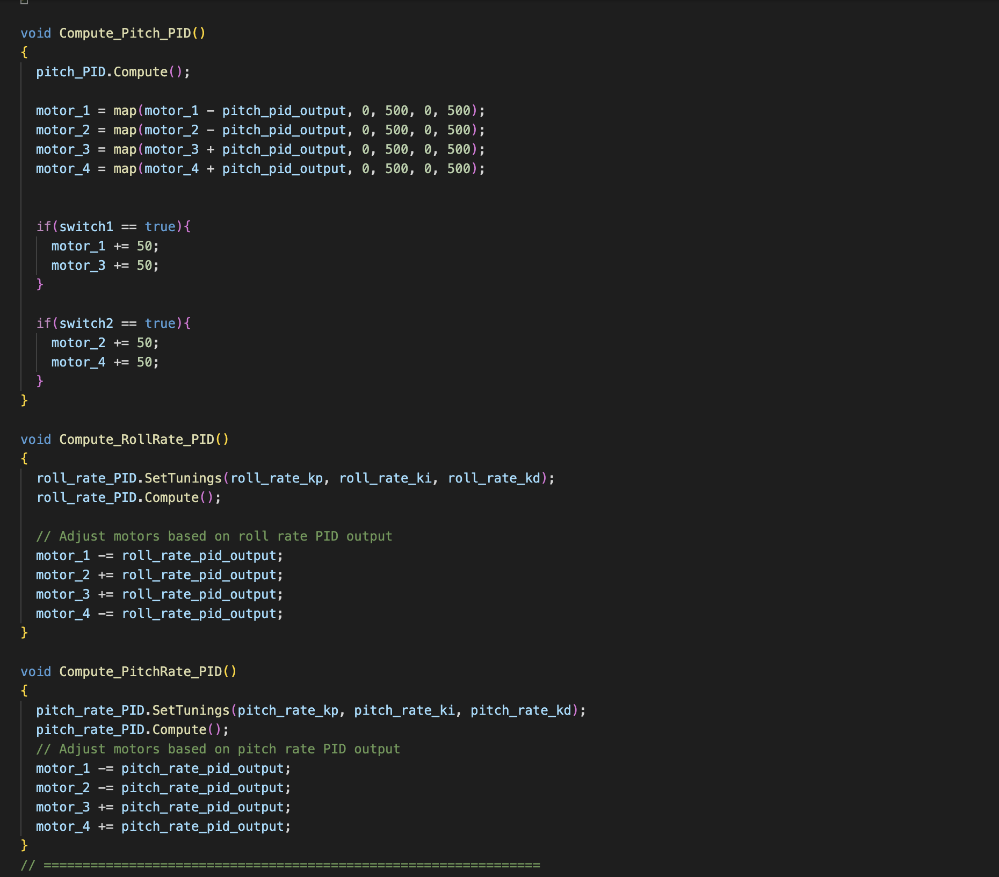 void Compute_Pitch_PID()
{
  pitch_PID.Compute();

  motor_1 = map(motor_1 - pitch_pid_output, 0, 500, 0, 500);
  motor_2 = map(motor_2 - pitch_pid_output, 0, 500, 0, 500);
  motor_3 = map(motor_3 + pitch_pid_output, 0, 500, 0, 500);
  motor_4 = map(motor_4 + pitch_pid_output, 0, 500, 0, 500);


  if(switch1 == true){
    motor_1 += 50;
    motor_3 += 50;
  }

  if(switch2 == true){
    motor_2 += 50;
    motor_4 += 50;
  }
}

void Compute_RollRate_PID()
{
  roll_rate_PID.SetTunings(roll_rate_kp, roll_rate_ki, roll_rate_kd);
  roll_rate_PID.Compute();

  // Adjust motors based on roll rate PID output
  motor_1 -= roll_rate_pid_output;
  motor_2 += roll_rate_pid_output;
  motor_3 += roll_rate_pid_output;
  motor_4 -= roll_rate_pid_output;
}

void Compute_PitchRate_PID()
{
  pitch_rate_PID.SetTunings(pitch_rate_kp, pitch_rate_ki, pitch_rate_kd);
  pitch_rate_PID.Compute();
  // Adjust motors based on pitch rate PID output
  motor_1 -= pitch_rate_pid_output;
  motor_2 -= pitch_rate_pid_output;
  motor_3 += pitch_rate_pid_output;
  motor_4 += pitch_rate_pid_output;
}
// ================================================================